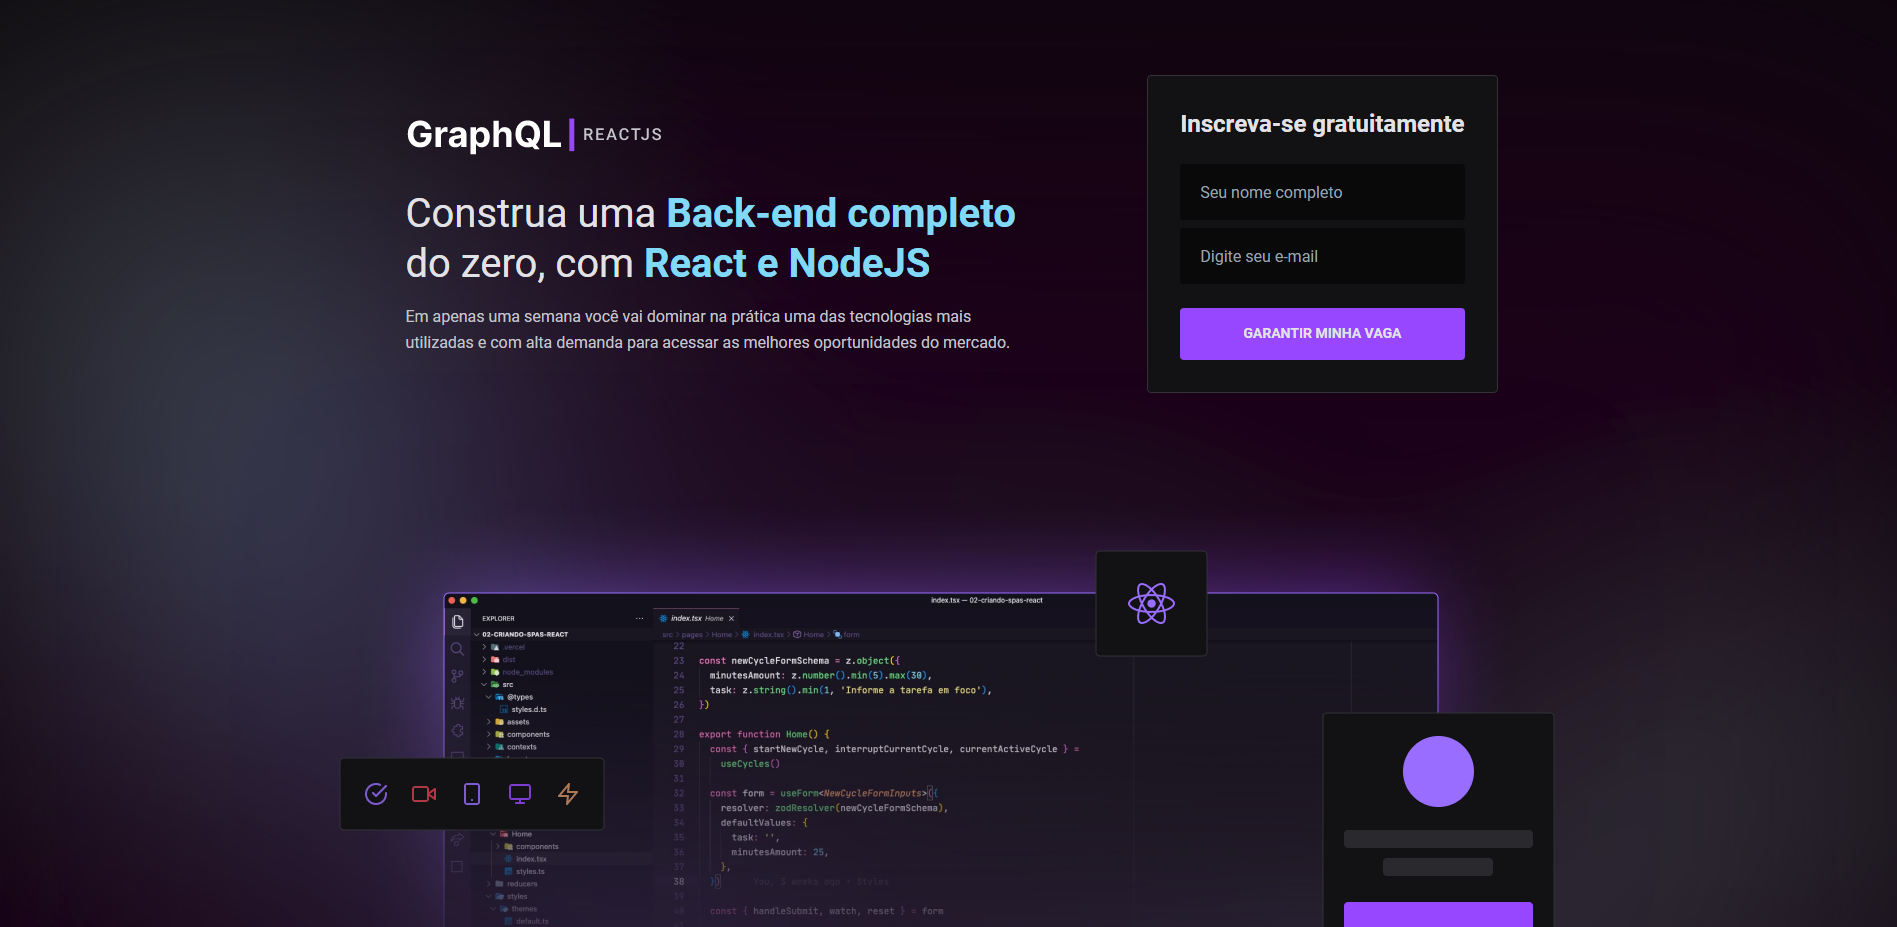 GraphQL
REACTJS
Construa uma Back-end completo
do zero, com React e NodeJS
Em apenas uma semana você vai dominar na prática uma das tecnologias mais
utilizadas e com alta demanda para acessar as melhores oportunidades do mercado.
Inscreva-se gratuitamente
Seu nome completo
Digite seu e-mail
GARANTIR MINHA VAGA
index.tsx — 02-criando-spas-react
EXPLORER
02-CRIANDO-SPAS-REACT
.vercel
dist
node_modules
src
@types
styles.d.ts
assets
components
contexts
Home
components
index.tsx
styles.ts
reducers
styles
themes
default.ts
index.tsx Home
src > pages > Home > index.tsx > Home > form
22
23 const newCycleFormSchema = z.object({
24 minutesAmount: z.number().min(5).max(30),
25 task: z.string().min(1, 'Informe a tarefa em foco'),
26 })
27
28 export function Home() {
29 const { startNewCycle, interruptCurrentCycle, currentActiveCycle } =
30 useCycles()
31
32 const form = useForm<NewCycleFormInputs>({
33 resolver: zodResolver(newCycleFormSchema),
34 defaultValues: {
35 task: '',
36 minutesAmount: 25,
37 },
38 }) You, 3 weeks ago • Styles
39
40 const { handleSubmit, watch, reset } = form